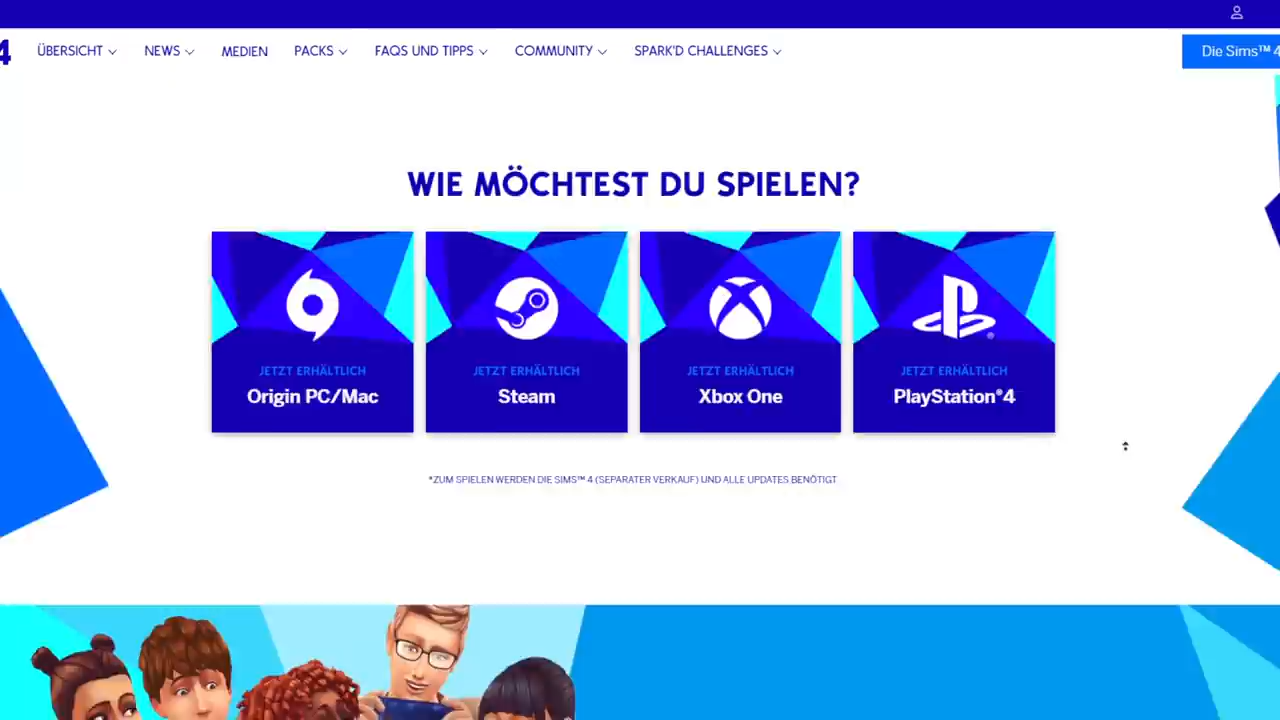 4
ÜBERSICHT NEWS MEDIEN PACKS FAQS UND TIPPS COMMUNITY SPARK'D CHALLENGES
Die Sims™ 4
WIE MÖCHTEST DU SPIELEN?
JETZT ERHÄLTLICH
Origin PC/Mac
JETZT ERHÄLTLICH
Steam
JETZT ERHÄLTLICH
Xbox One
JETZT ERHÄLTLICH
PlayStation®4
*ZUM SPIELEN WERDEN DIE SIMS™ 4 (SEPARATER VERKAUF) UND ALLE UPDATES BENÖTIGT